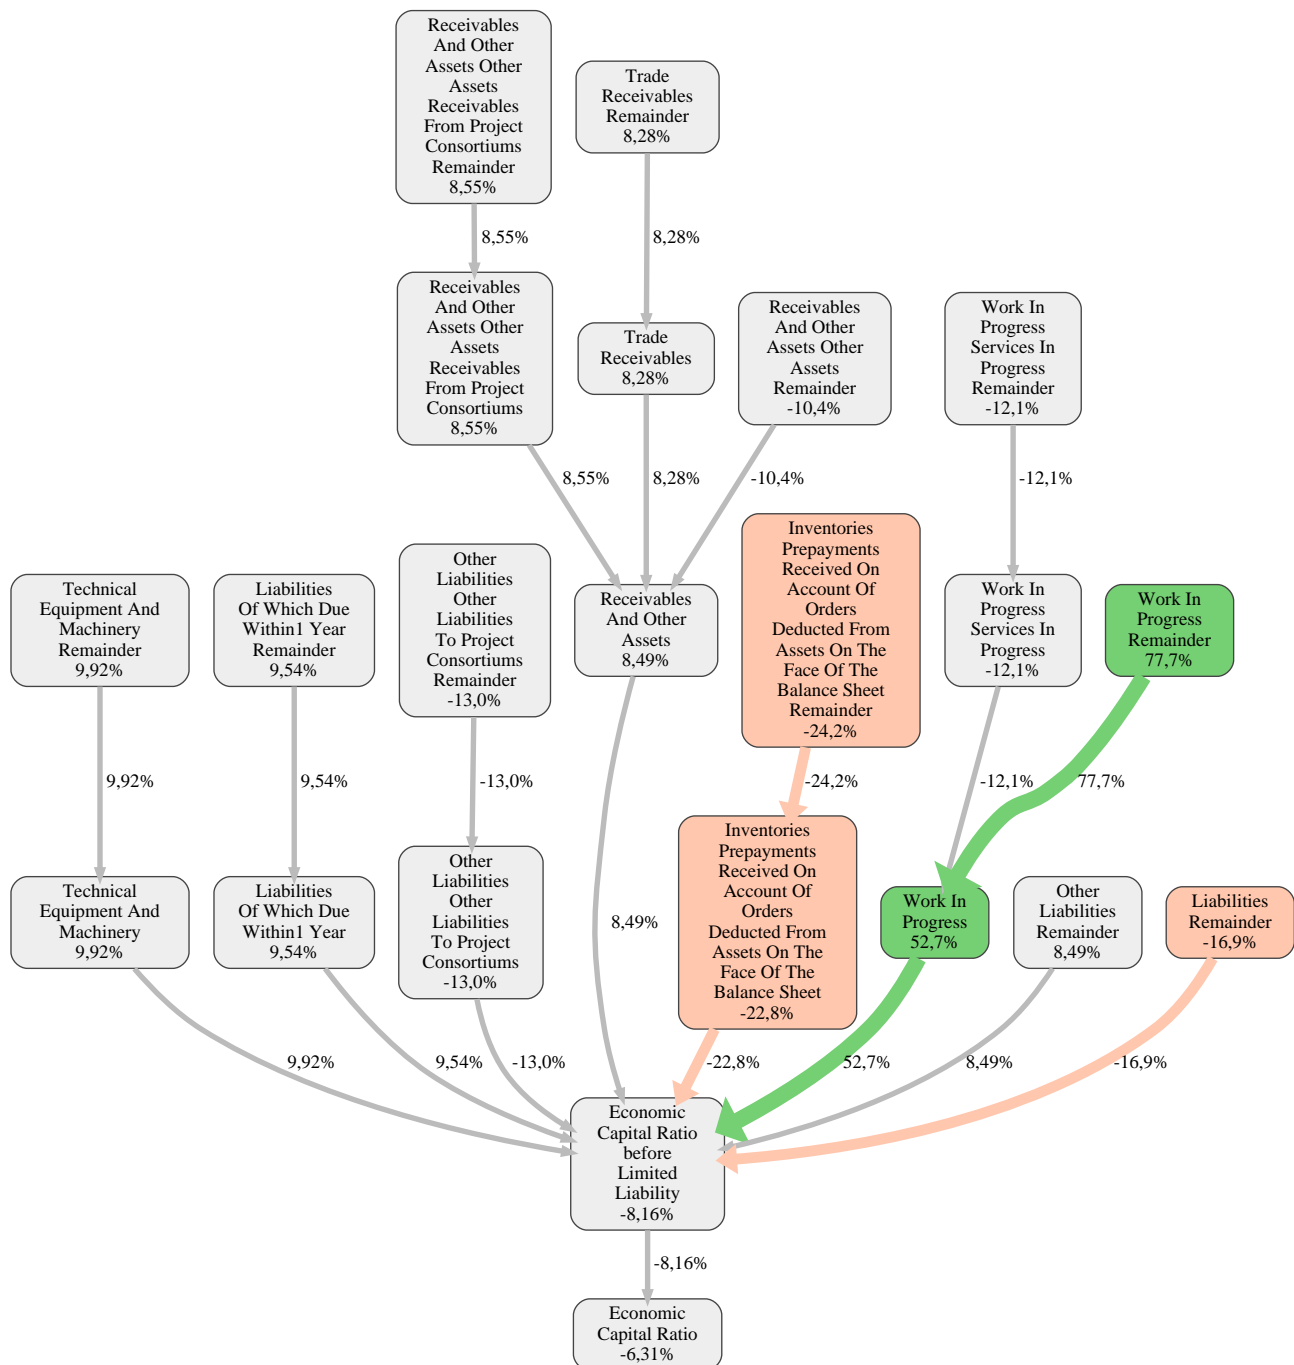 Receivables
And Other
Assets Other
Assets
Receivables
From Project
Consortiums
Remainder
8,55%
Trade
Receivables
Remainder
8,28%
8,55%
8,28%
Receivables
And Other
Assets Other
Assets
Receivables
From Project
Consortiums
8,55%
Trade
Receivables
8,28%
Receivables
And Other
Assets Other
Assets
Remainder
-10,4%
Work In
Progress
Services In
Progress
Remainder
-12,1%
8,55%
8,28%
-10,4%
-12,1%
Technical
Equipment And
Machinery
Remainder
9,92%
Liabilities
Of Which Due
Within1 Year
Remainder
9,54%
Other
Liabilities
Other
Liabilities
To Project
Consortiums
Remainder
-13,0%
Receivables
And Other
Assets
8,49%
Inventories
Prepayments
Received On
Account Of
Orders
Deducted From
Assets On The
Face Of The
Balance Sheet
Remainder
-24,2%
Work In
Progress
Services In
Progress
-12,1%
Work In
Progress
Remainder
77,7%
9,92%
9,54%
-13,0%
-24,2%
-12,1%
77,7%
Technical
Equipment And
Machinery
9,92%
Liabilities
Of Which Due
Within1 Year
9,54%
Other
Liabilities
Other
Liabilities
To Project
Consortiums
-13,0%
8,49%
Inventories
Prepayments
Received On
Account Of
Orders
Deducted From
Assets On The
Face Of The
Balance Sheet
-22,8%
Work In
Progress
52,7%
Other
Liabilities
Remainder
8,49%
Liabilities
Remainder
-16,9%
9,92%
9,54%
-13,0%
-22,8%
52,7%
8,49%
-16,9%
Economic
Capital Ratio
before
Limited
Liability
-8,16%
-8,16%
Economic
Capital Ratio
-6,31%